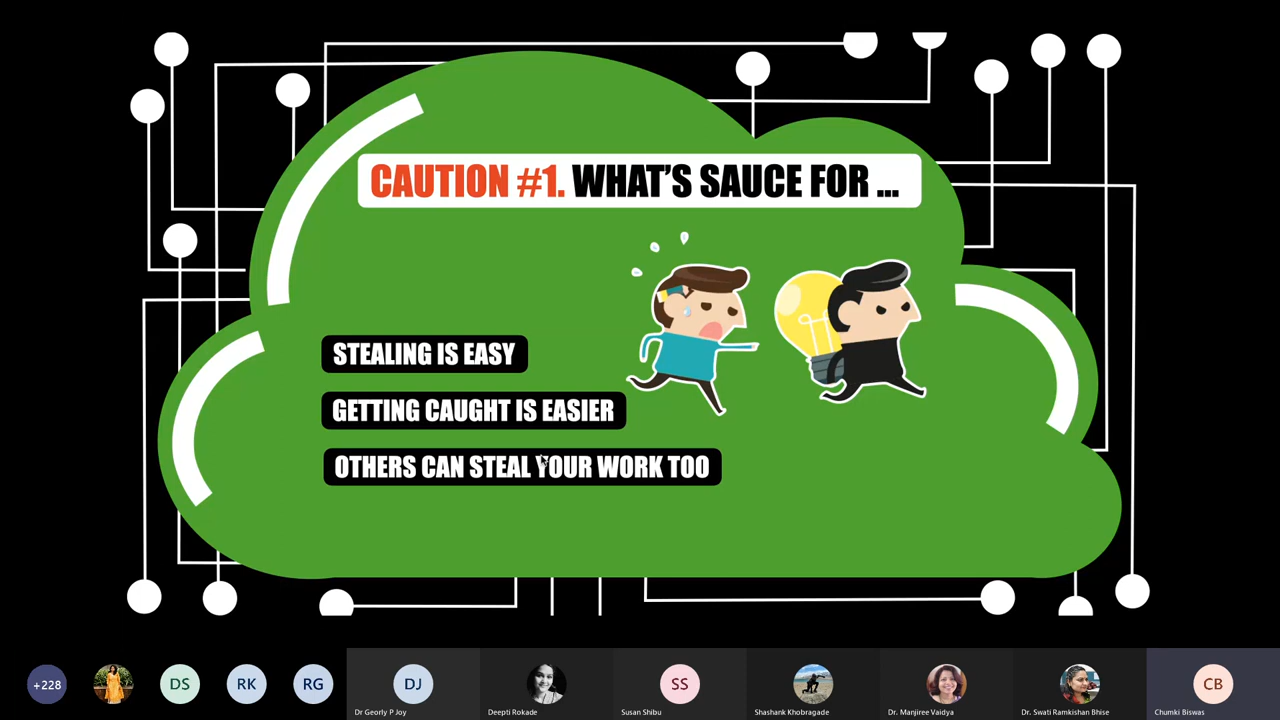 CAUTION #1. WHAT'S SAUCE FOR ...
STEALING IS EASY
GETTING CAUGHT IS EASIER
OTHERS CAN STEAL YOUR WORK TOO
+228
DS
RK
RG
DJ
SS
CB
Dr Georly P Joy
Deepti Rokade
Susan Shibu
Shashank Khobragade
Dr. Manjiree Vaidya
Dr. Swati Ramkishan Bhise
Chumki Biswas